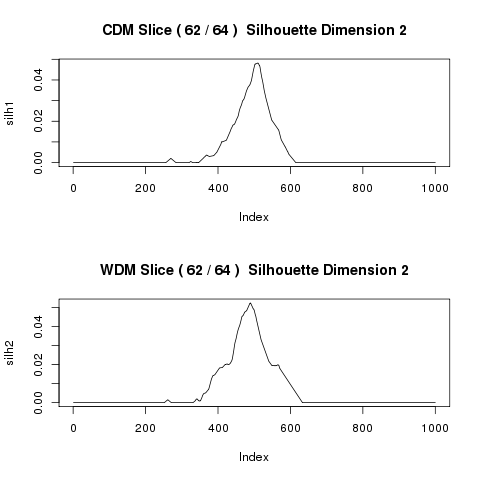 CDM Slice ( 62 / 64 )  Silhouette Dimension 2
silh1
0.04
0.02
0.00
0 200 400 600 800 1000
Index
WDM Slice ( 62 / 64 )  Silhouette Dimension 2
silh2
0.04
0.02
0.00
0 200 400 600 800 1000
Index